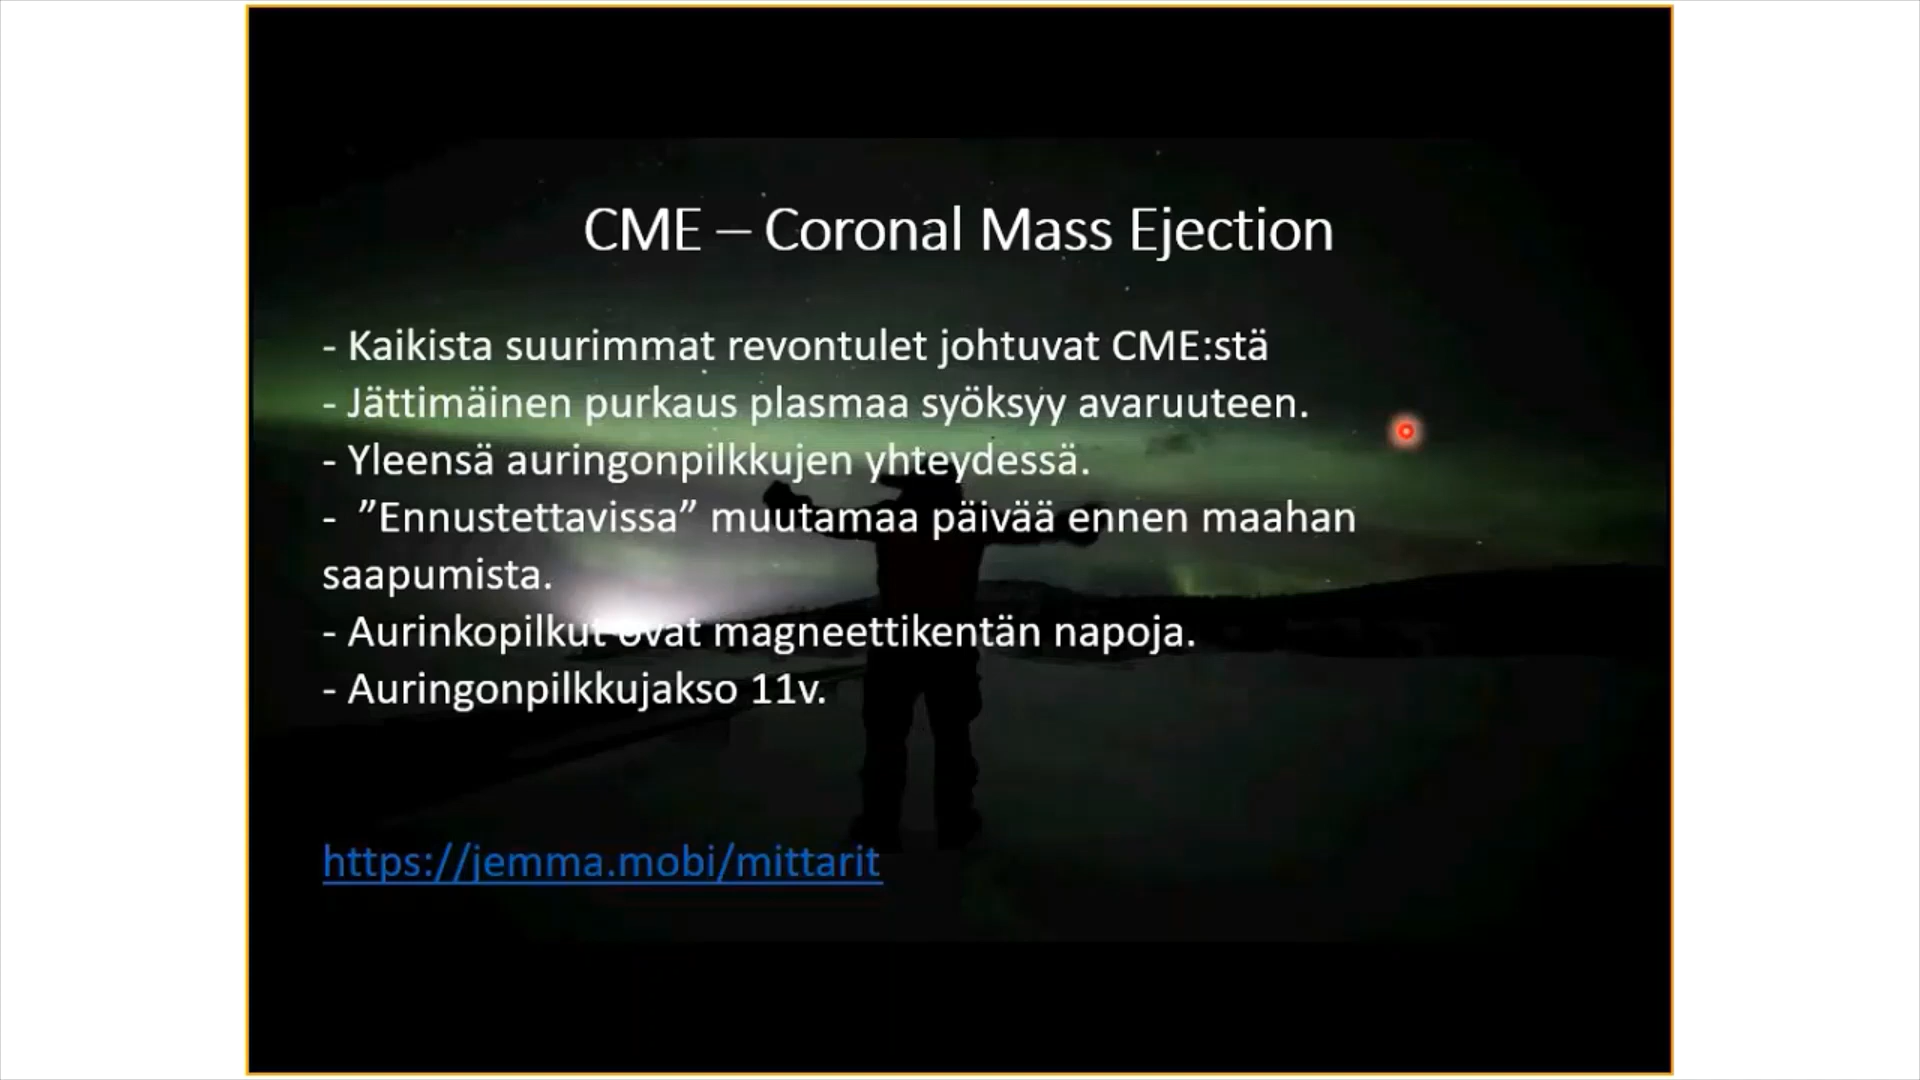 CME – Coronal Mass Ejection
- Kaikista suurimmat revontulet johtuvat CME:stä
- Jättimäinen purkaus plasmaa syöksyy avaruuteen.
- Yleensä auringonpilkkujen yhteydessä.
- ”Ennustettavissa” muutamaa päivää ennen maahan
saapumista.
- Aurinkopilkut ovat magneettikentän napoja.
- Auringonpilkkujakso 11v.
https://jemma.mobi/mittarit